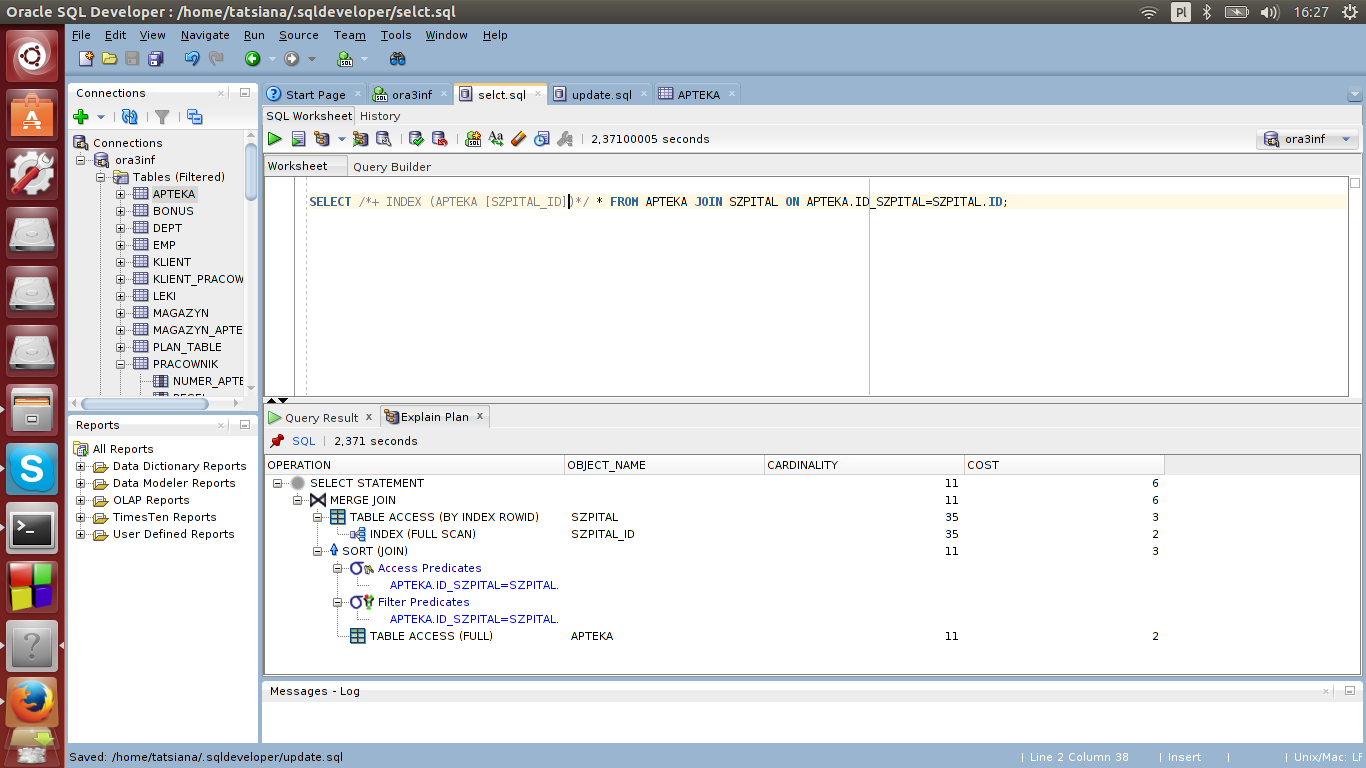 Oracle SQL Developer : /home/tatsiana/.sqldeveloper/selct.sql
Pl
16:27
File Edit View Navigate Run Source Team Tools Window Help
Connections
Connections
ora3inf
Tables (Filtered)
APTEKA
BONUS
DEPT
EMP
KLIENT
KLIENT_PRACOW
LEKI
MAGAZYN
MAGAZYN_APTE
PLAN_TABLE
PRACOWNIK
NUMER_APTE
Reports
All Reports
Data Dictionary Reports
Data Modeler Reports
OLAP Reports
TimesTen Reports
User Defined Reports
Start Page
ora3inf
selct.sql
update.sql
APTEKA
SQL Worksheet History
2,37100005 seconds
ora3inf
Worksheet Query Builder
SELECT /*+ INDEX (APTEKA [SZPITAL_ID])*/ * FROM APTEKA JOIN SZPITAL ON APTEKA.ID_SZPITAL=SZPITAL.ID;
Query Result
Explain Plan
SQL | 2,371 seconds
OPERATION OBJECT_NAME CARDINALITY COST
SELECT STATEMENT 11 6
MERGE JOIN 11 6
TABLE ACCESS (BY INDEX ROWID) SZPITAL 35 3
INDEX (FULL SCAN) SZPITAL_ID 35 2
SORT (JOIN) 11 3
Access Predicates
APTEKA.ID_SZPITAL=SZPITAL.
Filter Predicates
APTEKA.ID_SZPITAL=SZPITAL.
TABLE ACCESS (FULL) APTEKA 11 2
Messages - Log
Saved: /home/tatsiana/.sqldeveloper/update.sql
Line 2 Column 38
Insert
Unix/Mac: LF